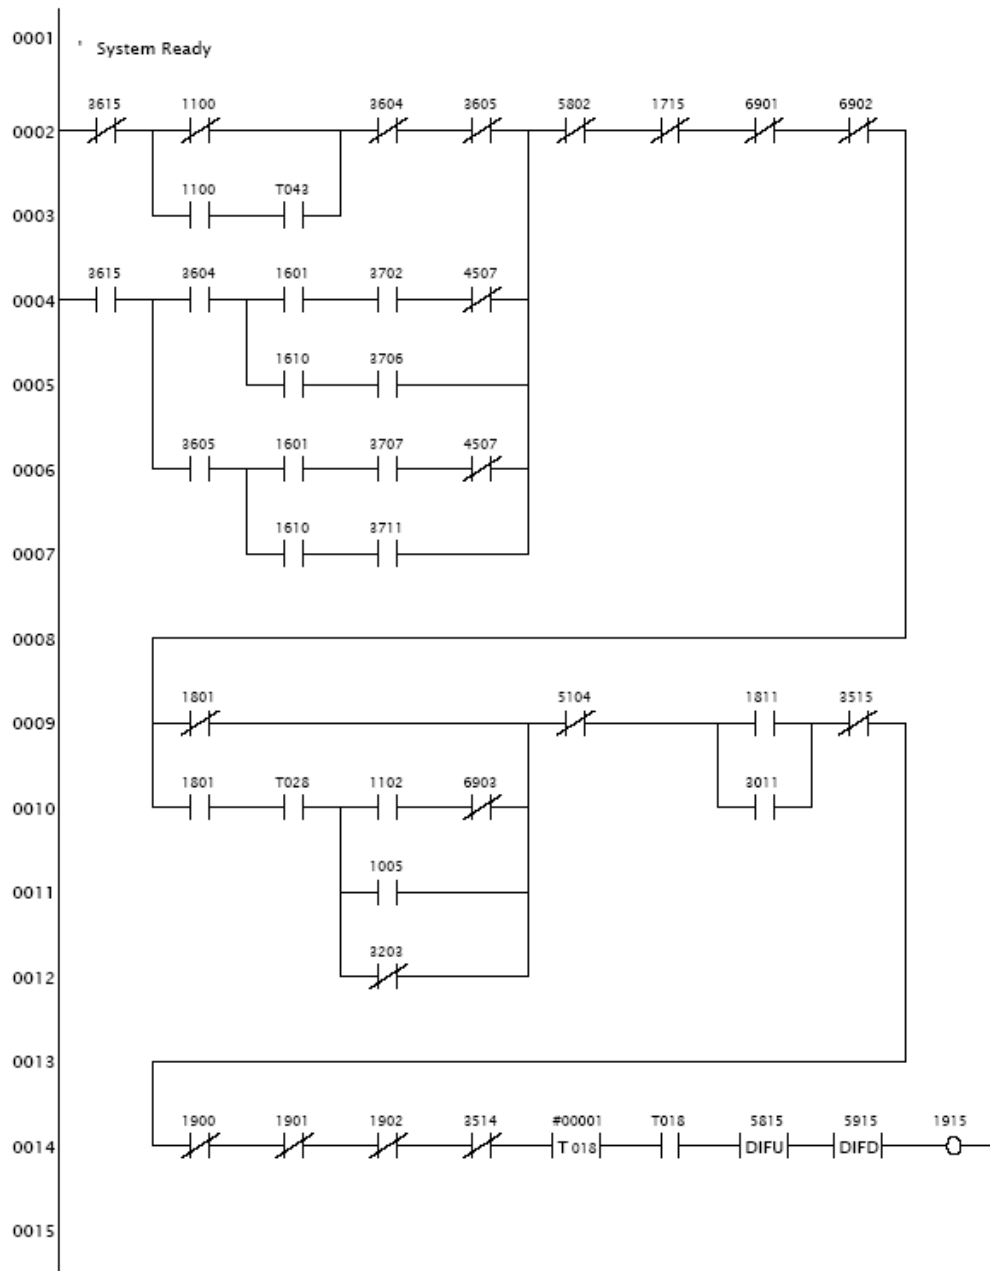 0001
' System Ready
3615 1100 3604 3605 5802 1715 6901 6902
0002
1100 T043
0003
3615 3604 1601 3702 4507
0004
1610 3706
0005
3605 1601 3707 4507
0006
1610 3711
0007
0008
1801 5104 1811 3515
0009
1801 T028 1102 6903 3011
0010
1005
0011
3203
0012
0013
1900 1901 1902 3514 #00001 T018 5815 5915 1915
0014 T 018 DIFU DIFD
0015